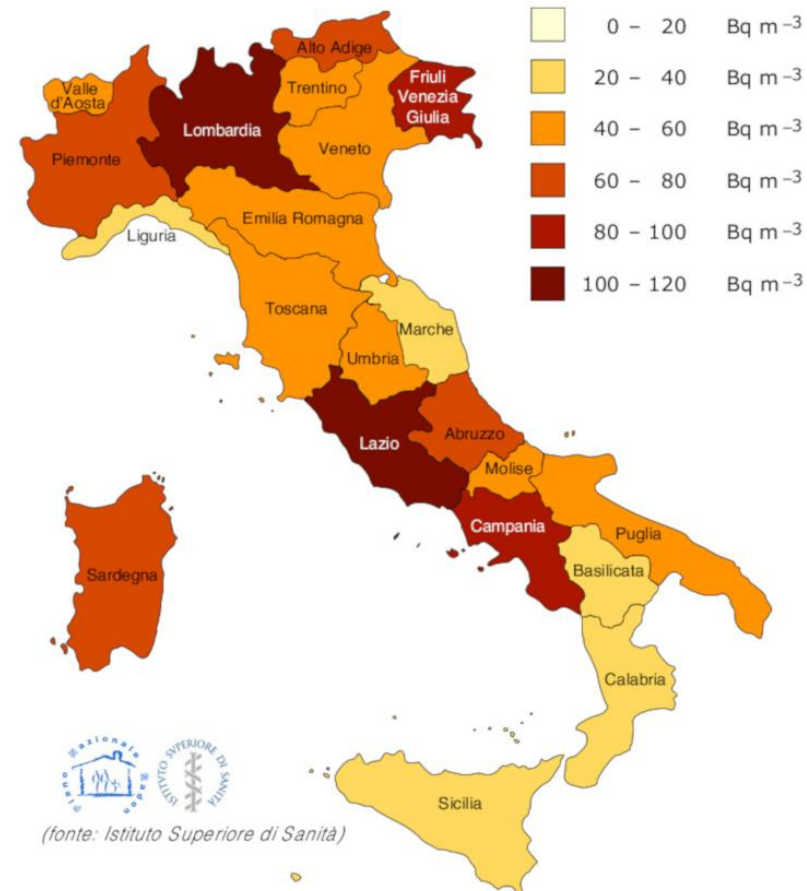 0 – 20 Bq m–3
20 – 40 Bq m–3
40 – 60 Bq m–3
60 – 80 Bq m–3
80 – 100 Bq m–3
100 – 120 Bq m–3
Alto Adige
Valle
d'Aosta
Trentino
Friuli
Venezia
Giulia
Lombardia
Piemonte
Veneto
Emilia Romagna
Liguria
Toscana
Marche
Umbria
Lazio
Abruzzo
Molise
Campania
Puglia
Basilicata
Sardegna
Calabria
Sicilia
Piano Nazionale Radon
ISTITVTO SVPERIORE DI SANITA
(fonte: Istituto Superiore di Sanità)